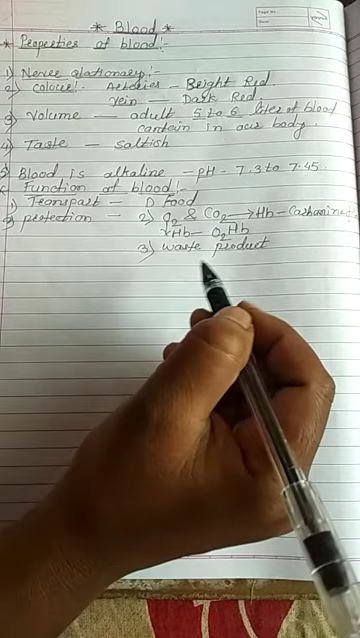 * Blood *
* Properties of blood:-
1) Never stationary:-
2) colour:- Arteries - Bright Red.
vein - Dark Red
3) Volume - adult 5 to 6 liter of blood
contein in our body.
4) Taste - saltish
5) Blood is alkaline - pH - 7.3 to 7.45.
* Function of blood:-
1) Transpart - 1) Food
2) protection - 2) O2 & Co2 → Hb - Carbamino
Hb - O2Hb
3) waste product
Page No.:
Date: